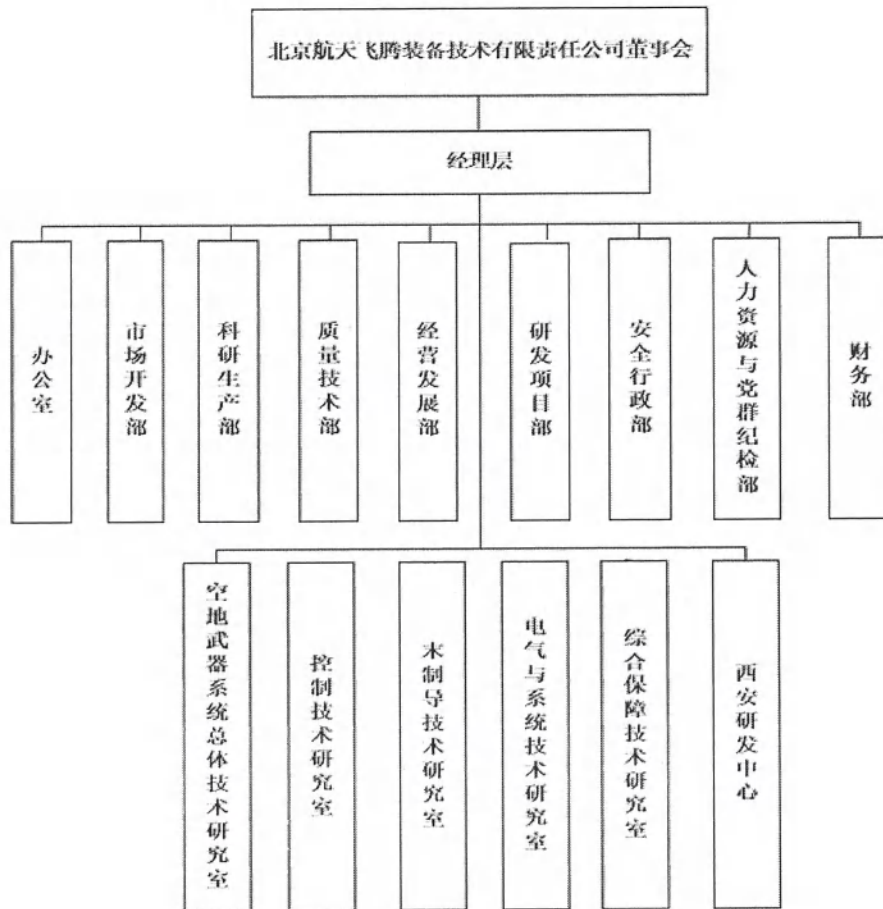 北京航天飞腾装备技术有限责任公司董事会
经理层
办公室
市场开发部
科研生产部
质量技术部
经营发展部
研发项目部
安全行政部
人力资源与党群纪检部
财务部
空地武器系统总体技术研究室
控制技术研究室
末制导技术研究室
电气与系统技术研究室
综合保障技术研究室
西安研发中心